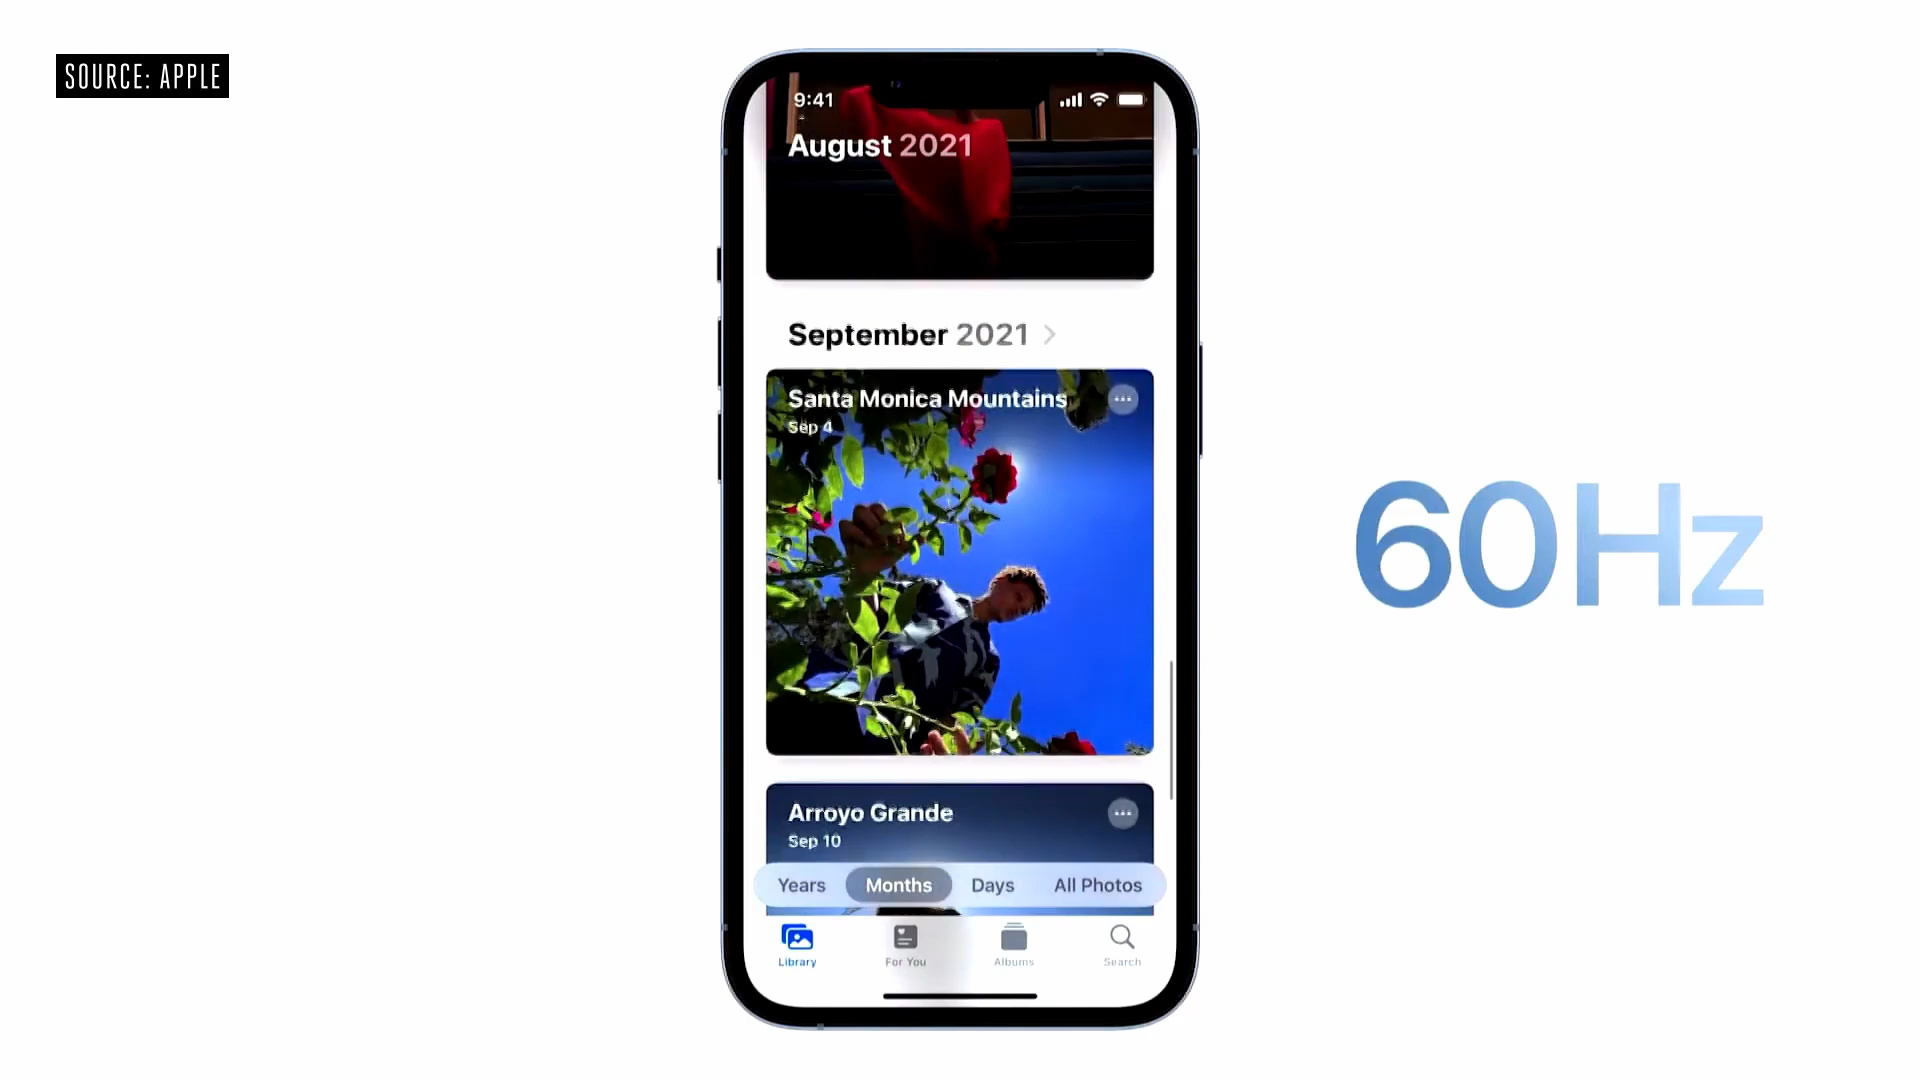 SOURCE: APPLE
9:41
August 2021
September 2021
Santa Monica Mountains
Sep 4
60Hz
Arroyo Grande
Sep 10
Years Months Days All Photos
Library For You Albums Search